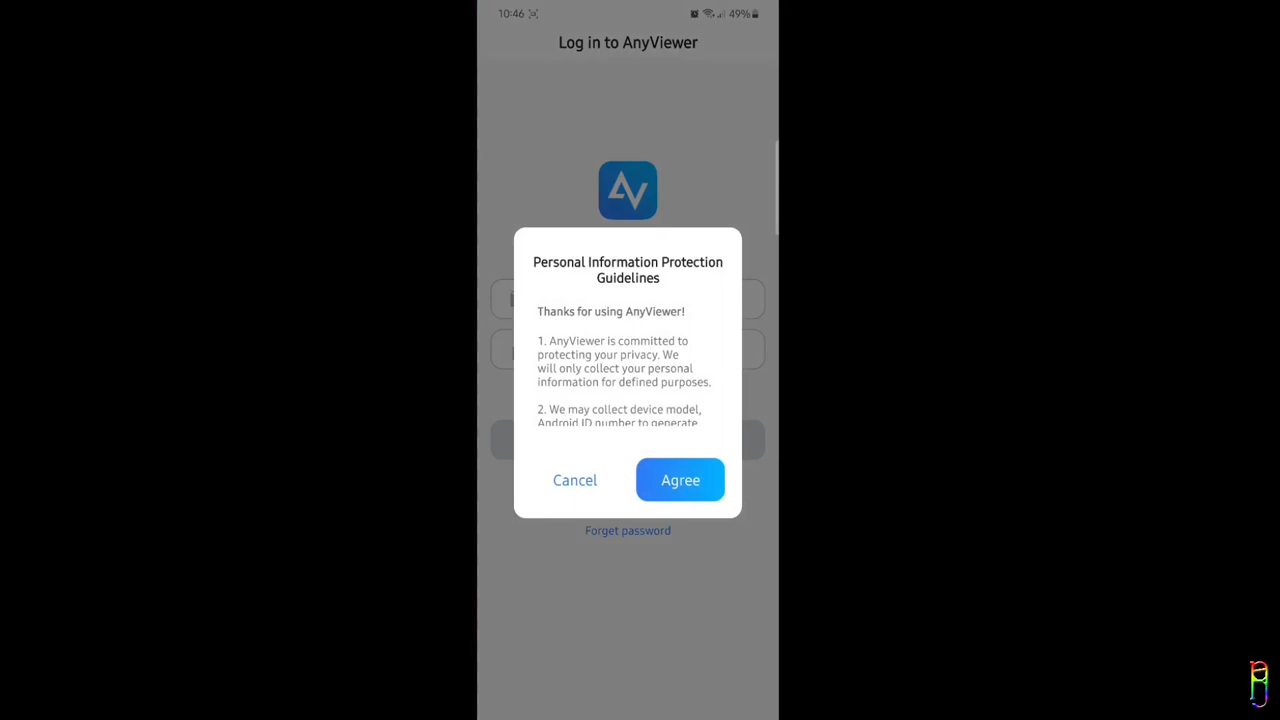 10:46
49%
Log in to AnyViewer
Personal Information Protection
Guidelines
Thanks for using AnyViewer!
1. AnyViewer is committed to
protecting your privacy. We
will only collect your personal
information for defined purposes.
2. We may collect device model,
Android ID number to generate
Cancel
Agree
Forget password